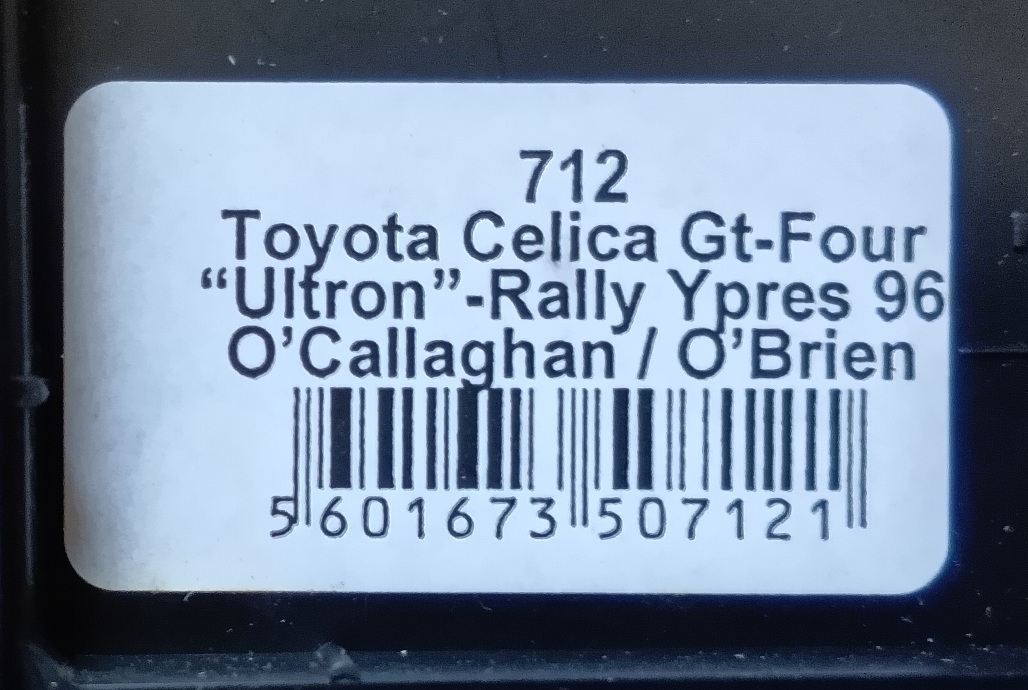 712
Toyota Celica Gt-Four
“Ultron”-Rally Ypres 96
O’Callaghan / O’Brien
5 601673 507121